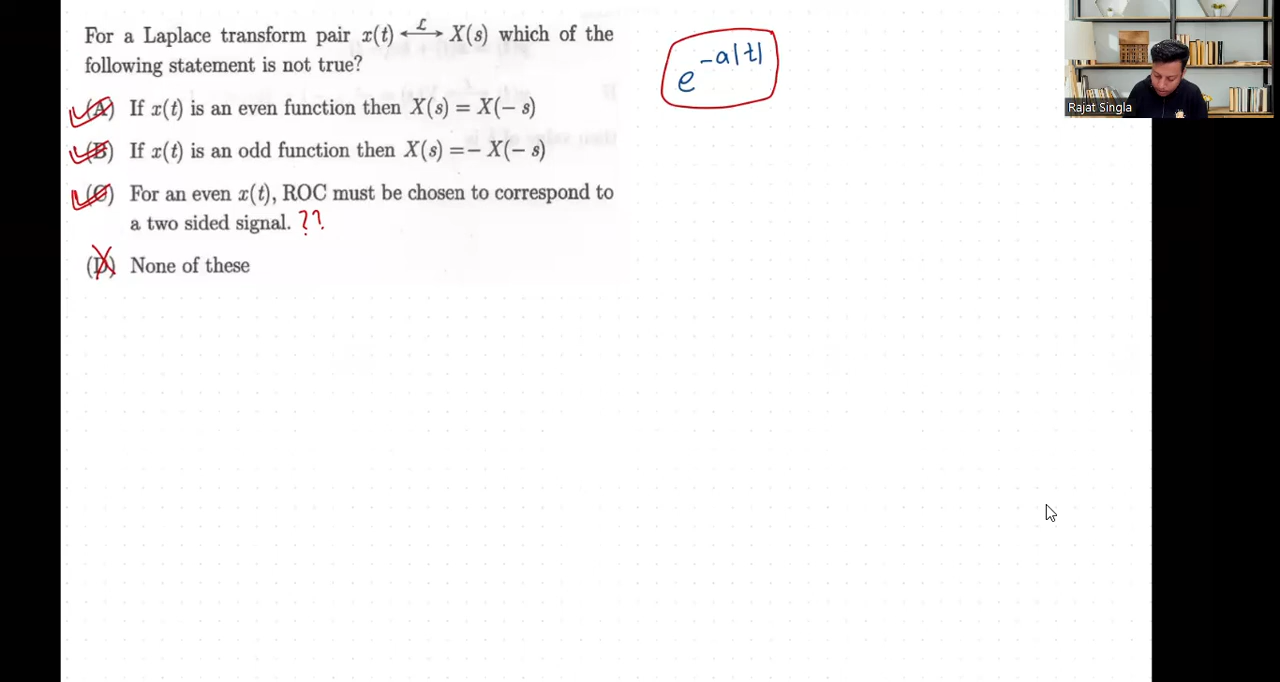 For a Laplace transform pair x(t) ⟷ℒ X(s) which of the
following statement is not true?
(A) If x(t) is an even function then X(s) = X(− s)
(B) If x(t) is an odd function then X(s) =− X(− s)
(C) For an even x(t), ROC must be chosen to correspond to
a two sided signal. ??
(D) None of these
e^{-a|t|}
Rajat Singla